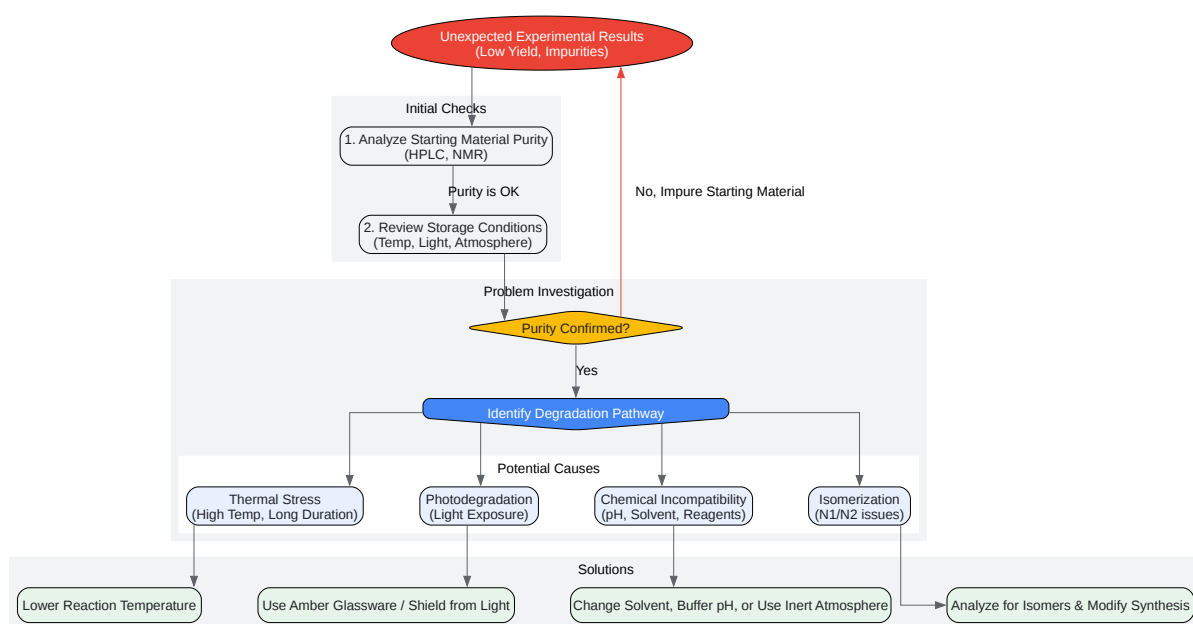 Unexpected Experimental Results
(Low Yield, Impurities)
Initial Checks
1. Analyze Starting Material Purity
(HPLC, NMR)
Purity is OK
No, Impure Starting Material
2. Review Storage Conditions
(Temp, Light, Atmosphere)
Problem Investigation
Purity Confirmed?
Yes
Identify Degradation Pathway
Potential Causes
Thermal Stress
(High Temp, Long Duration)
Photodegradation
(Light Exposure)
Chemical Incompatibility
(pH, Solvent, Reagents)
Isomerization
(N1/N2 issues)
Solutions
Lower Reaction Temperature
Use Amber Glassware / Shield from Light
Change Solvent, Buffer pH, or Use Inert Atmosphere
Analyze for Isomers & Modify Synthesis